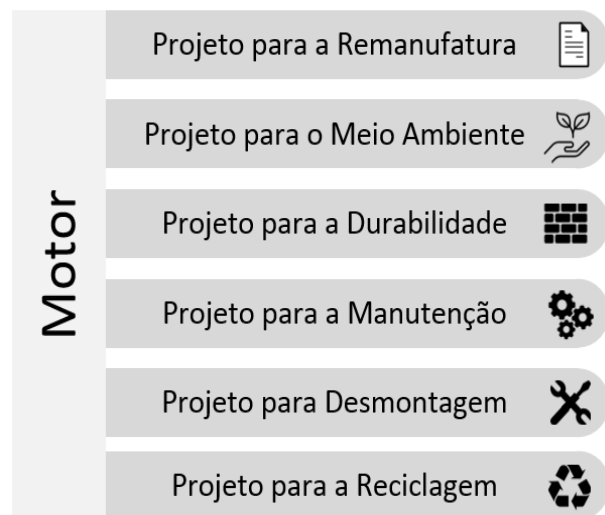 Motor
Projeto para a Remanufatura
Projeto para o Meio Ambiente
Projeto para a Durabilidade
Projeto para a Manutenção
Projeto para Desmontagem
Projeto para a Reciclagem